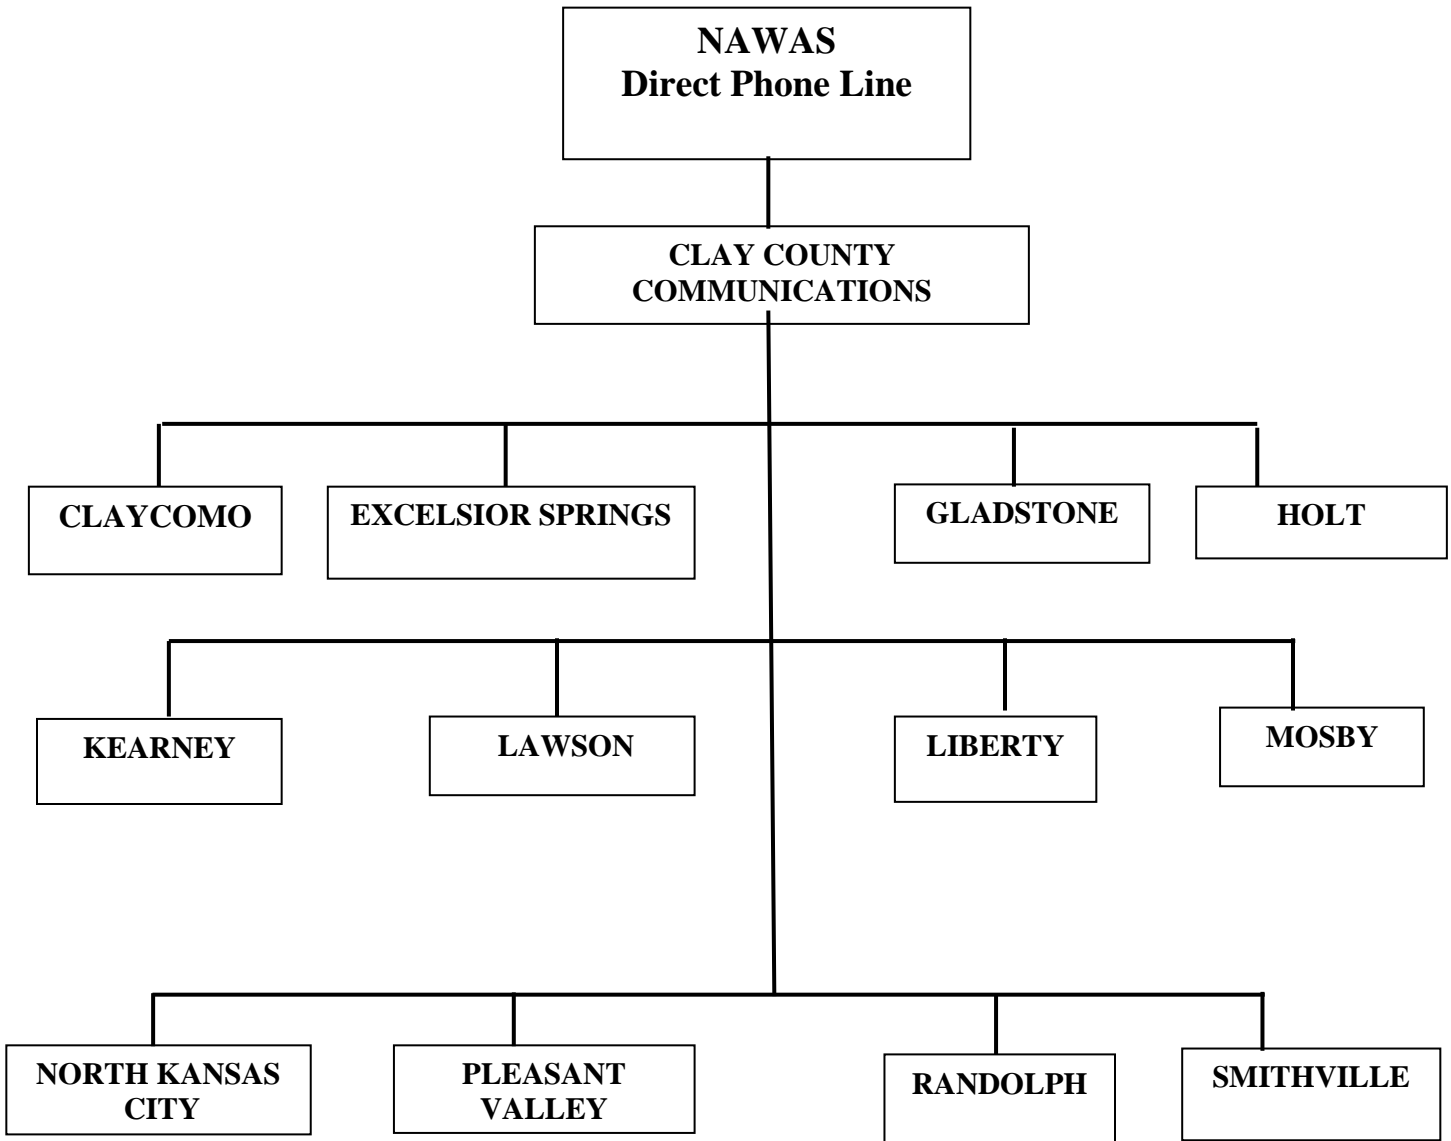 NAWAS
Direct Phone Line
CLAY COUNTY
COMMUNICATIONS
CLAYCOMO
EXCELSIOR SPRINGS
GLADSTONE
HOLT
KEARNEY
LAWSON
LIBERTY
MOSBY
NORTH KANSAS
CITY
PLEASANT
VALLEY
RANDOLPH
SMITHVILLE